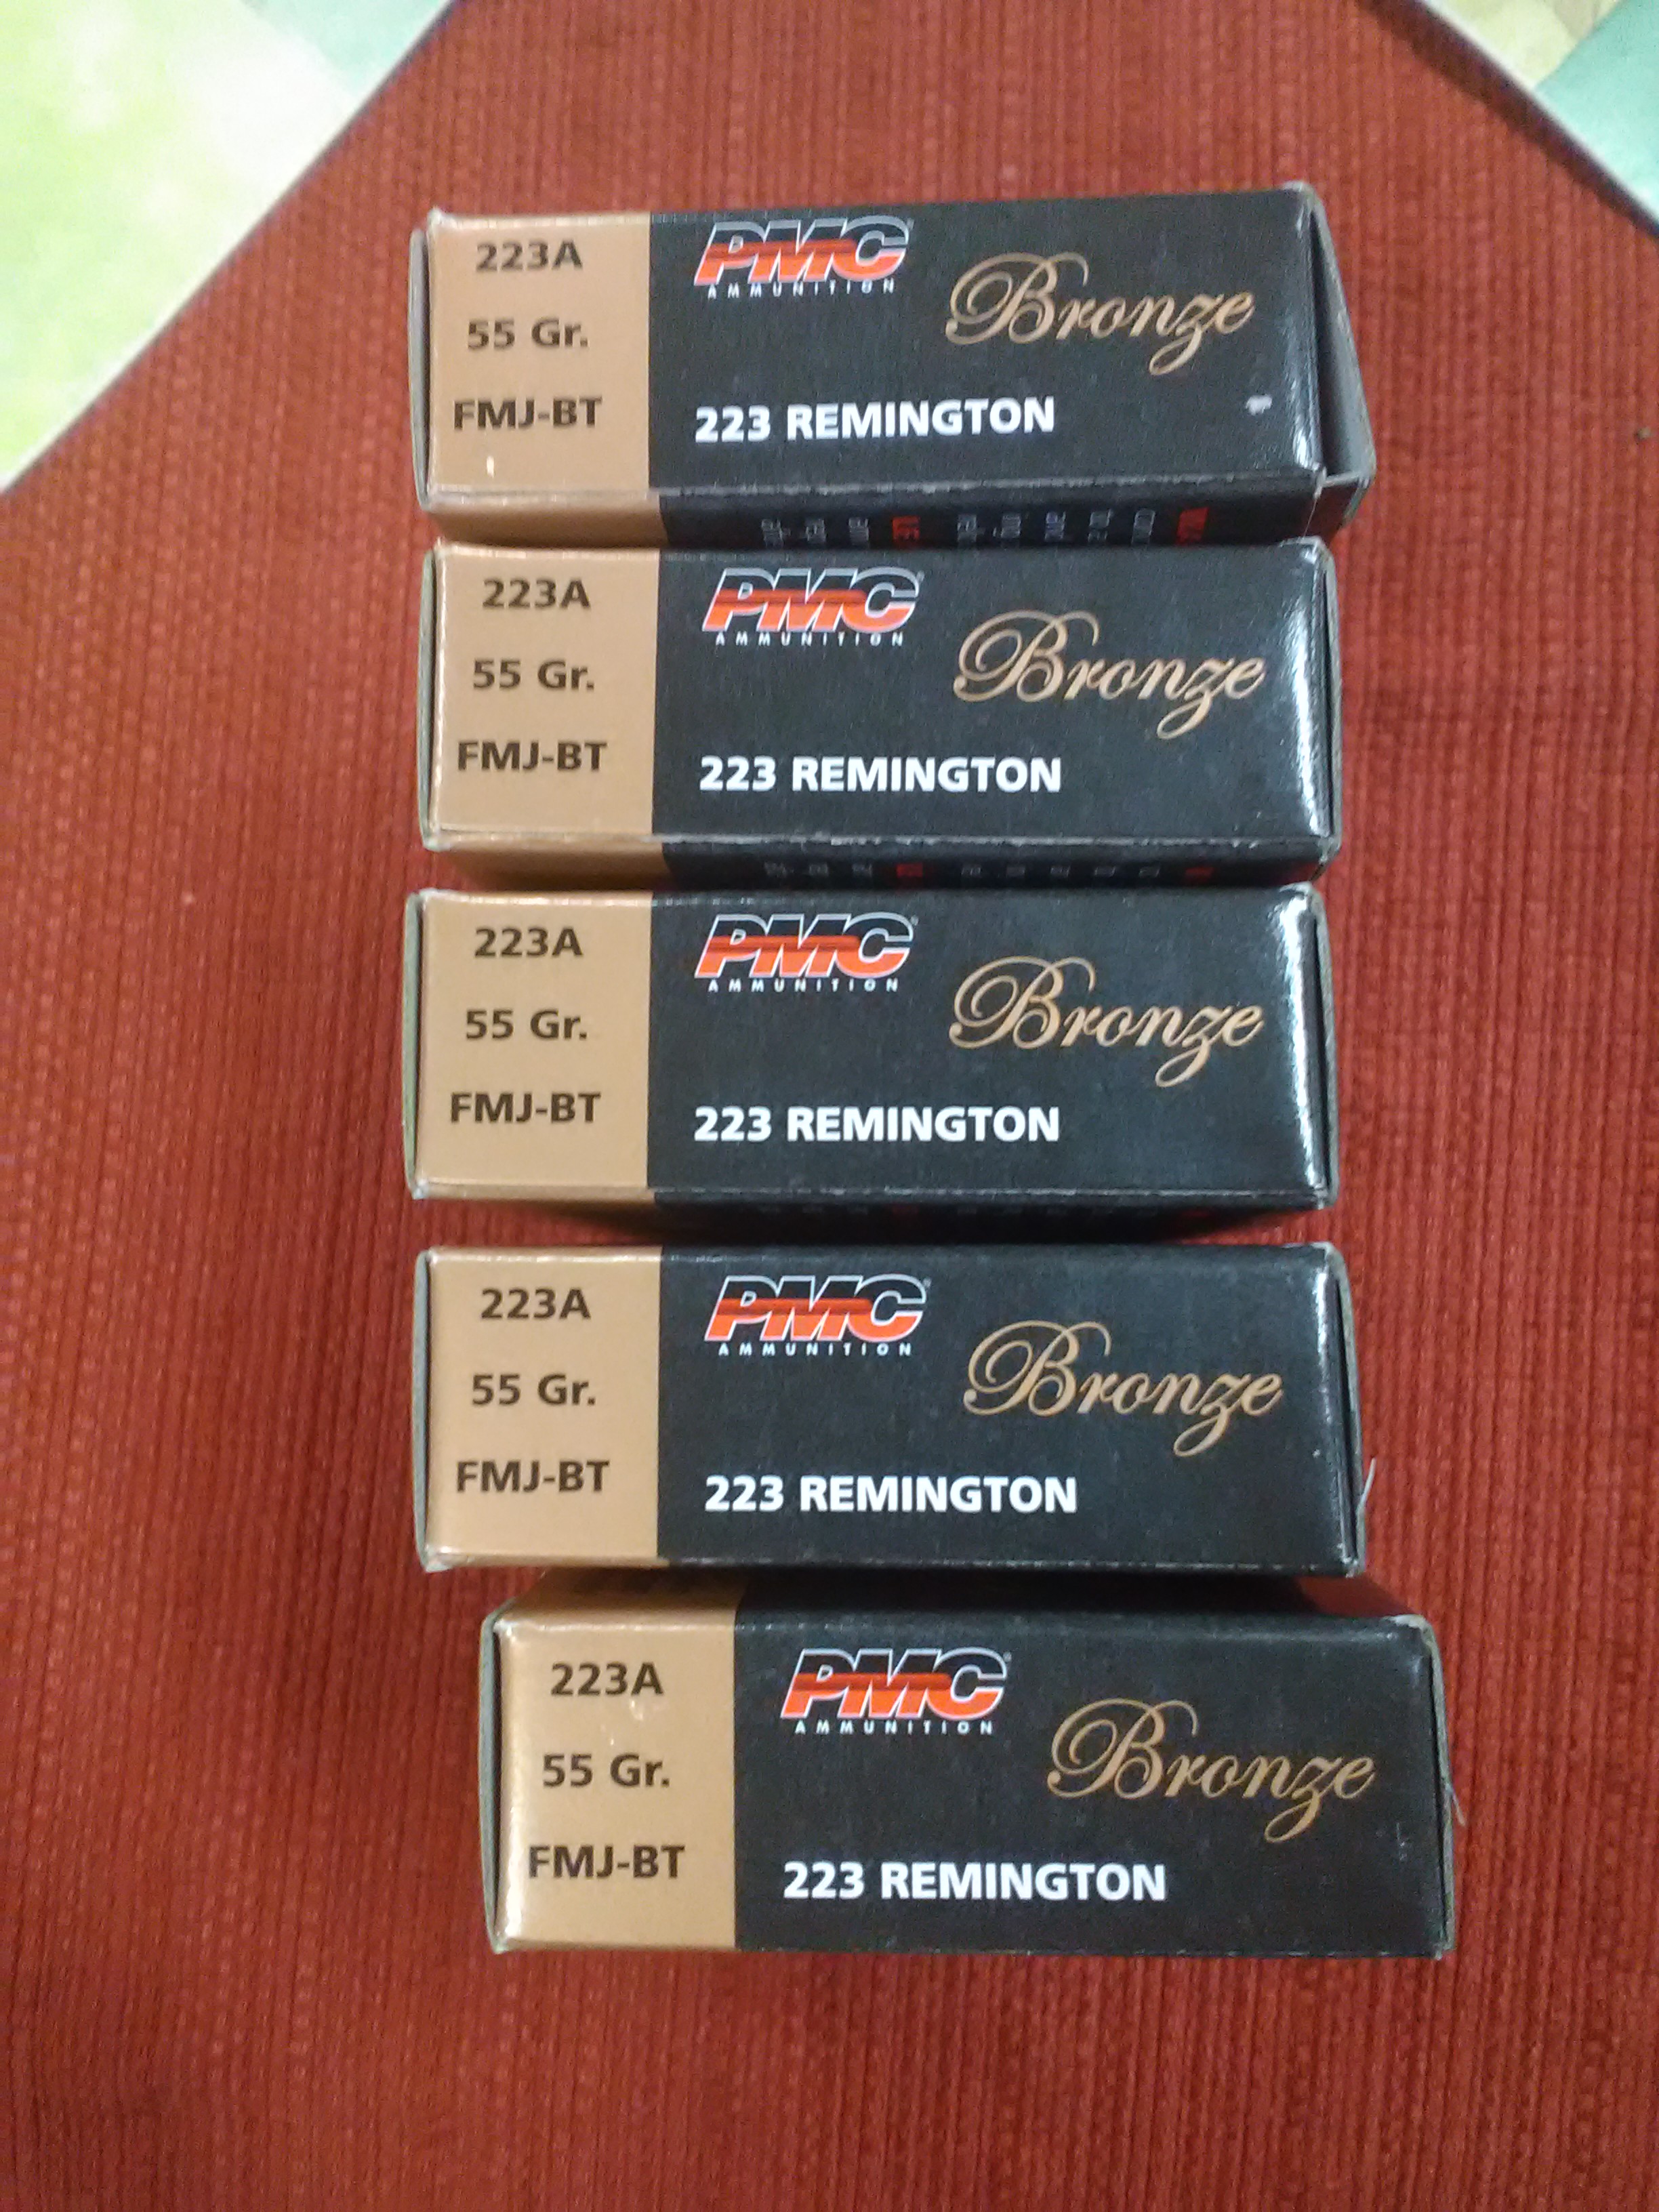 223A
55 Gr.
FMJ-BT
PMC
AMMUNITION
Bronze
223 REMINGTON
223A
55 Gr.
FMJ-BT
PMC
AMMUNITION
Bronze
223 REMINGTON
223A
55 Gr.
FMJ-BT
PMC
AMMUNITION
Bronze
223 REMINGTON
223A
55 Gr.
FMJ-BT
PMC
AMMUNITION
Bronze
223 REMINGTON
223A
55 Gr.
FMJ-BT
PMC
AMMUNITION
Bronze
223 REMINGTON